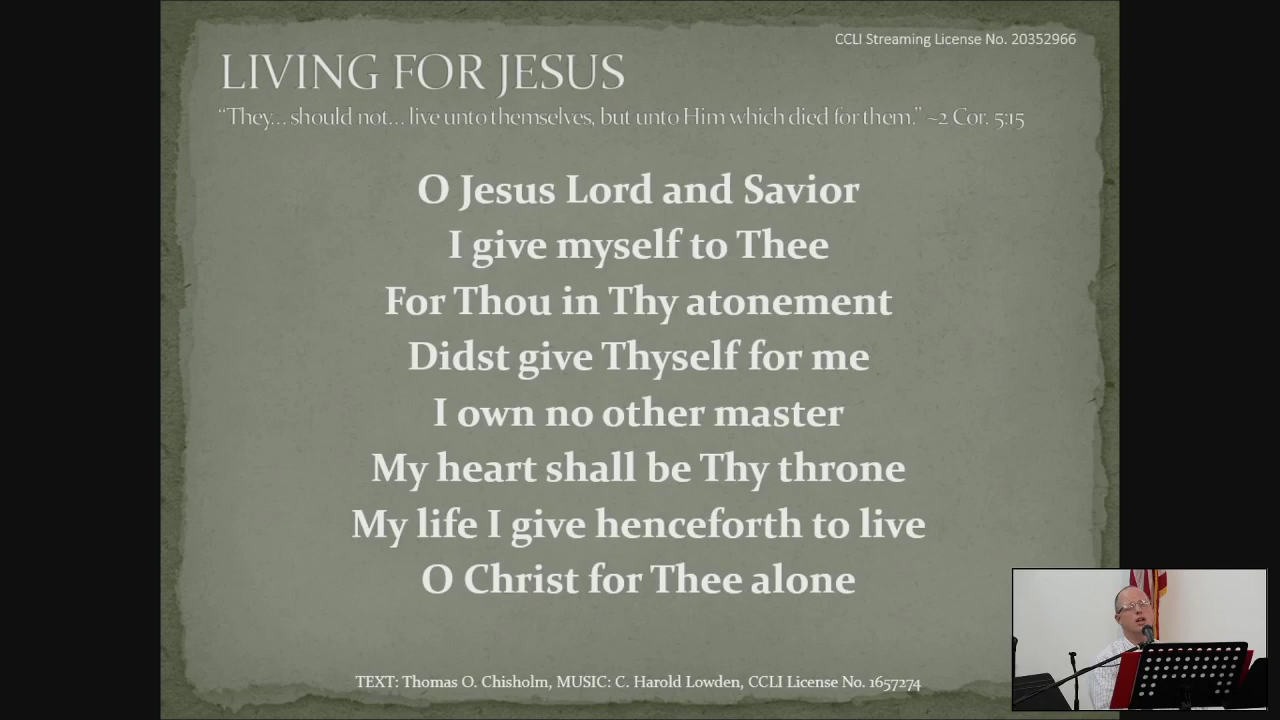 CCLI Streaming License No. 20352966
LIVING FOR JESUS
“They... should not... live unto themselves, but unto Him which died for them.” ~2 Cor. 5:15
O Jesus Lord and Savior
I give myself to Thee
For Thou in Thy atonement
Didst give Thyself for me
I own no other master
My heart shall be Thy throne
My life I give henceforth to live
O Christ for Thee alone
TEXT: Thomas O. Chisholm, MUSIC: C. Harold Lowden, CCLI License No. 1657274